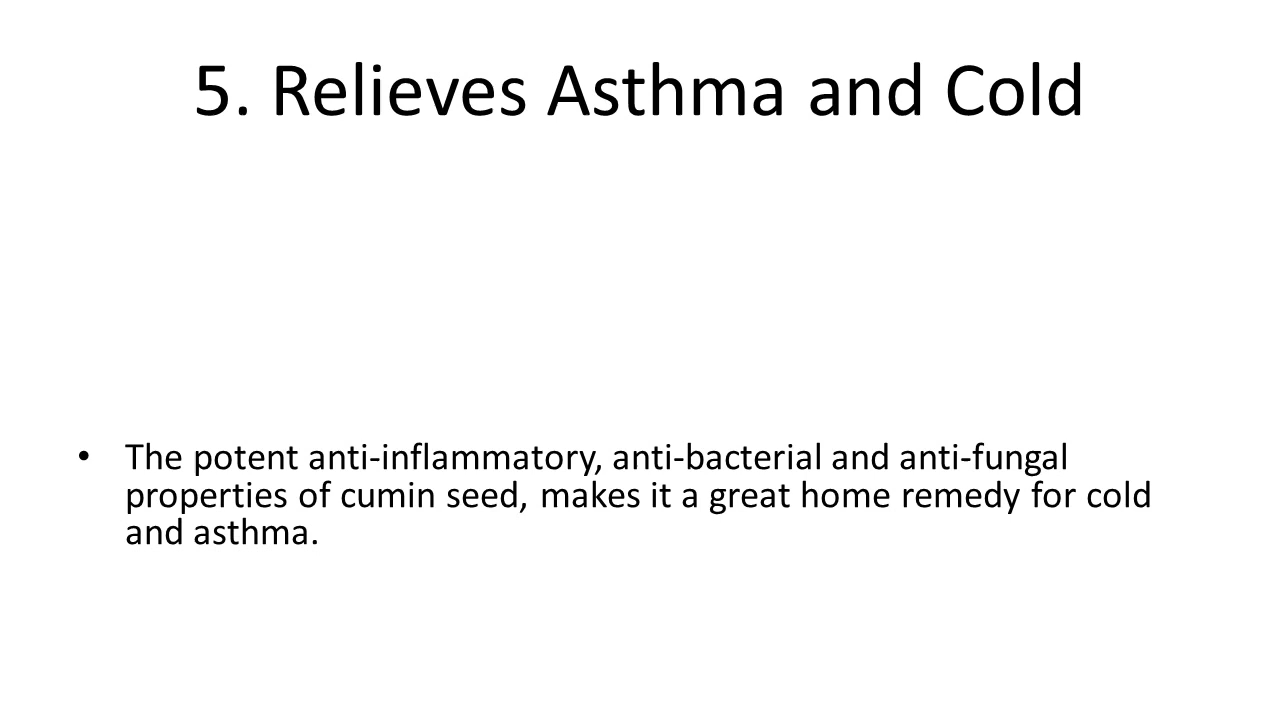 5. Relieves Asthma and Cold
• The potent anti-inflammatory, anti-bacterial and anti-fungal
properties of cumin seed, makes it a great home remedy for cold
and asthma.